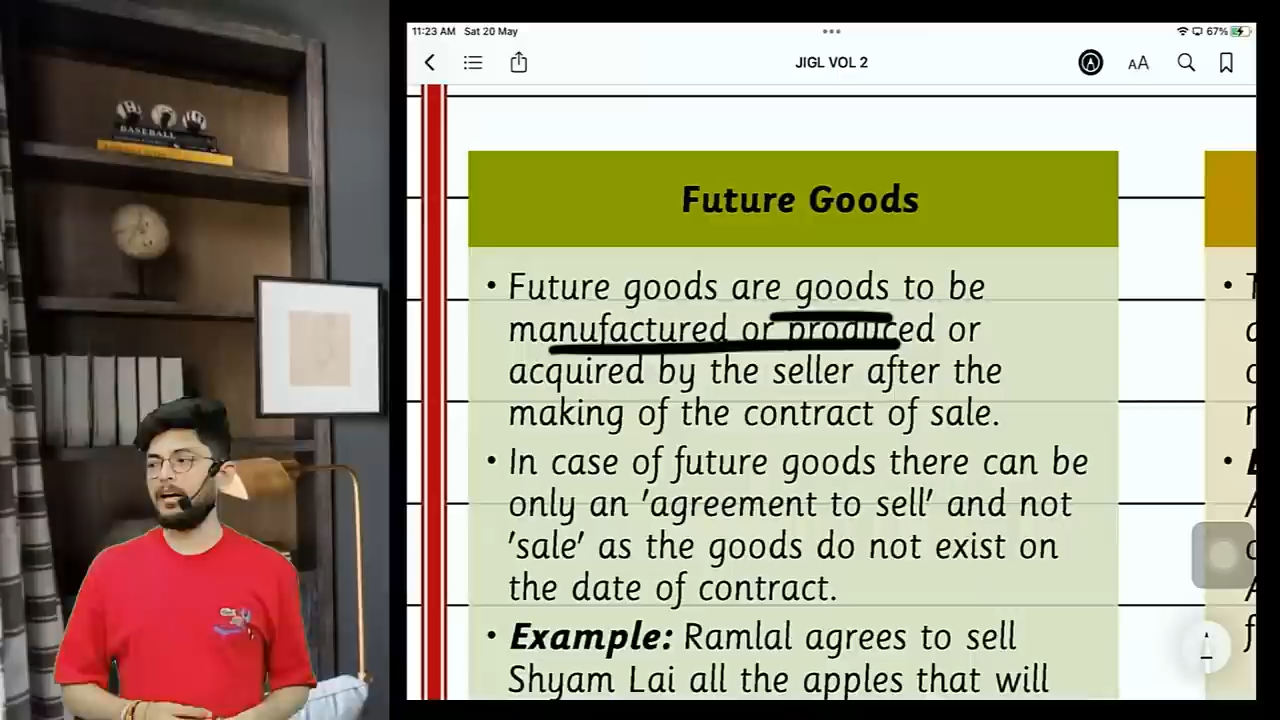 11:23 AM Sat 20 May
67%
JIGL VOL 2
AA
BASEBALL
Future Goods
• Future goods are goods to be
manufactured or produced or
acquired by the seller after the
making of the contract of sale.
• In case of future goods there can be
only an 'agreement to sell' and not
'sale' as the goods do not exist on
the date of contract.
• Example: Ramlal agrees to sell
Shyam Lai all the apples that will